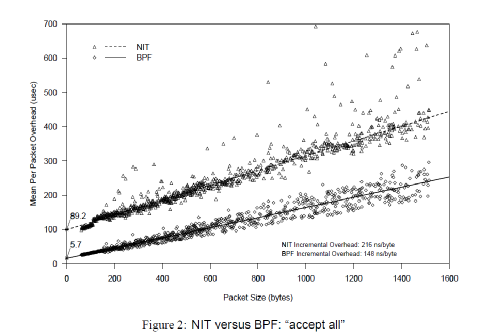 700
600
500
400
300
200
100
0
Mean Per Packet Overhead (usec)
NIT
BPF
89.2
5.7
NIT Incremental Overhead: 216 ns/byte
BPF Incremental Overhead: 148 ns/byte
0 200 400 600 800 1000 1200 1400 1600
Packet Size (bytes)
Figure 2: NIT versus BPF: “accept all”